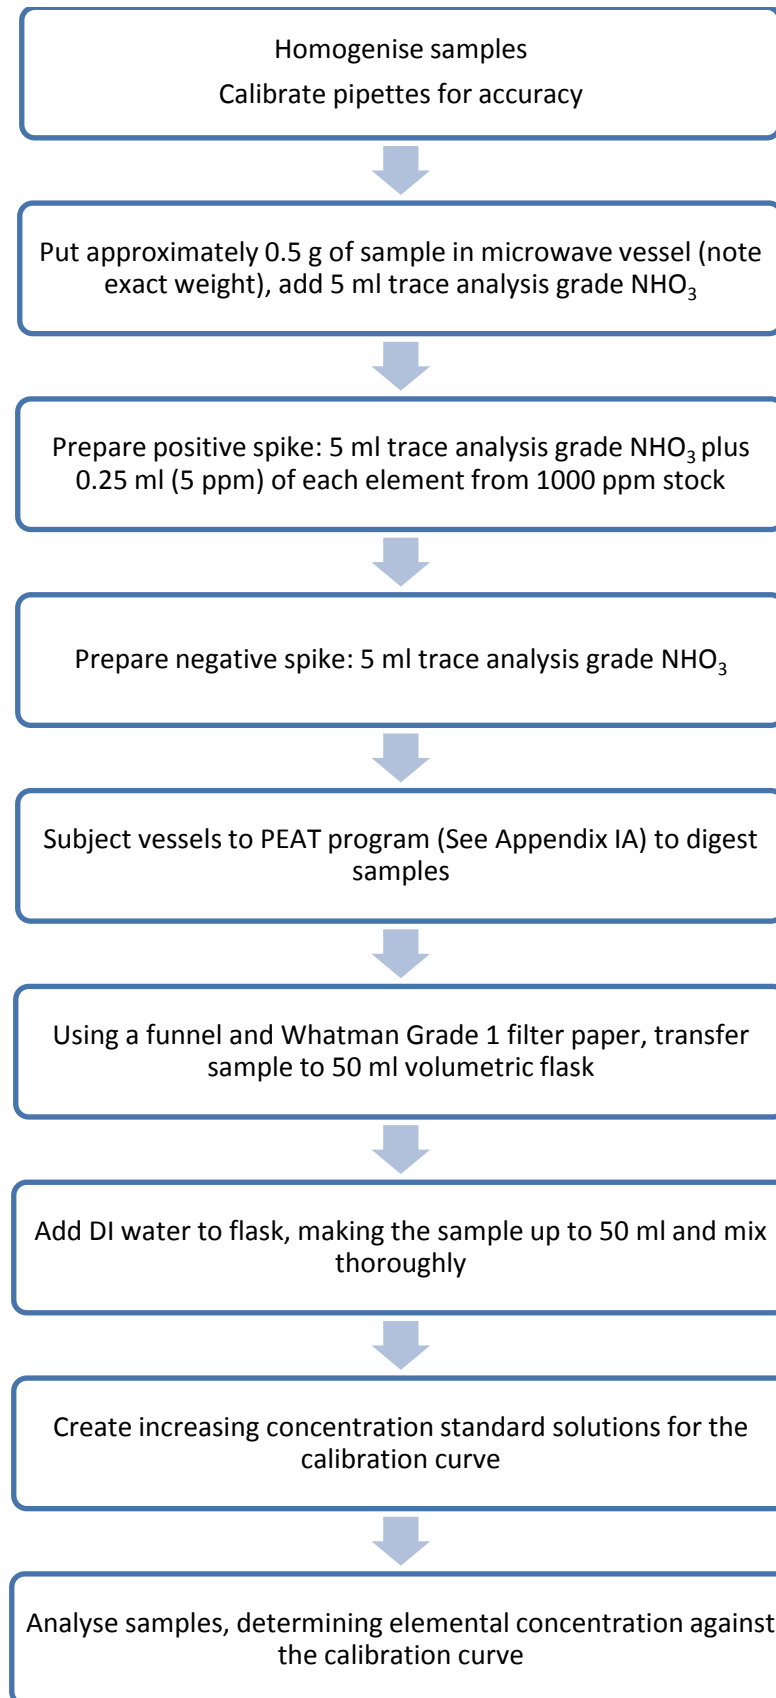 Homogenise samples
Calibrate pipettes for accuracy
Put approximately 0.5 g of sample in microwave vessel (note
exact weight), add 5 ml trace analysis grade NHO₃
Prepare positive spike: 5 ml trace analysis grade NHO₃ plus
0.25 ml (5 ppm) of each element from 1000 ppm stock
Prepare negative spike: 5 ml trace analysis grade NHO₃
Subject vessels to PEAT program (See Appendix IA) to digest
samples
Using a funnel and Whatman Grade 1 filter paper, transfer
sample to 50 ml volumetric flask
Add DI water to flask, making the sample up to 50 ml and mix
thoroughly
Create increasing concentration standard solutions for the
calibration curve
Analyse samples, determining elemental concentration against
the calibration curve